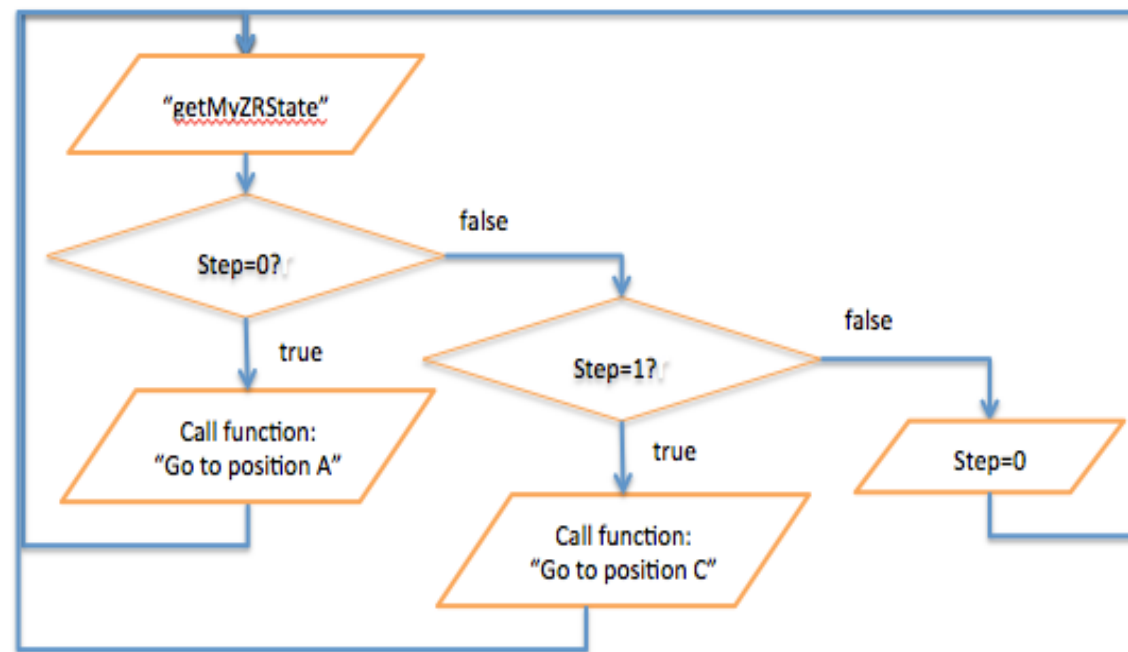 “getMyZRState”
Step=0?
false
true
Call function:
“Go to position A”
Step=1?
false
true
Call function:
“Go to position C”
Step=0